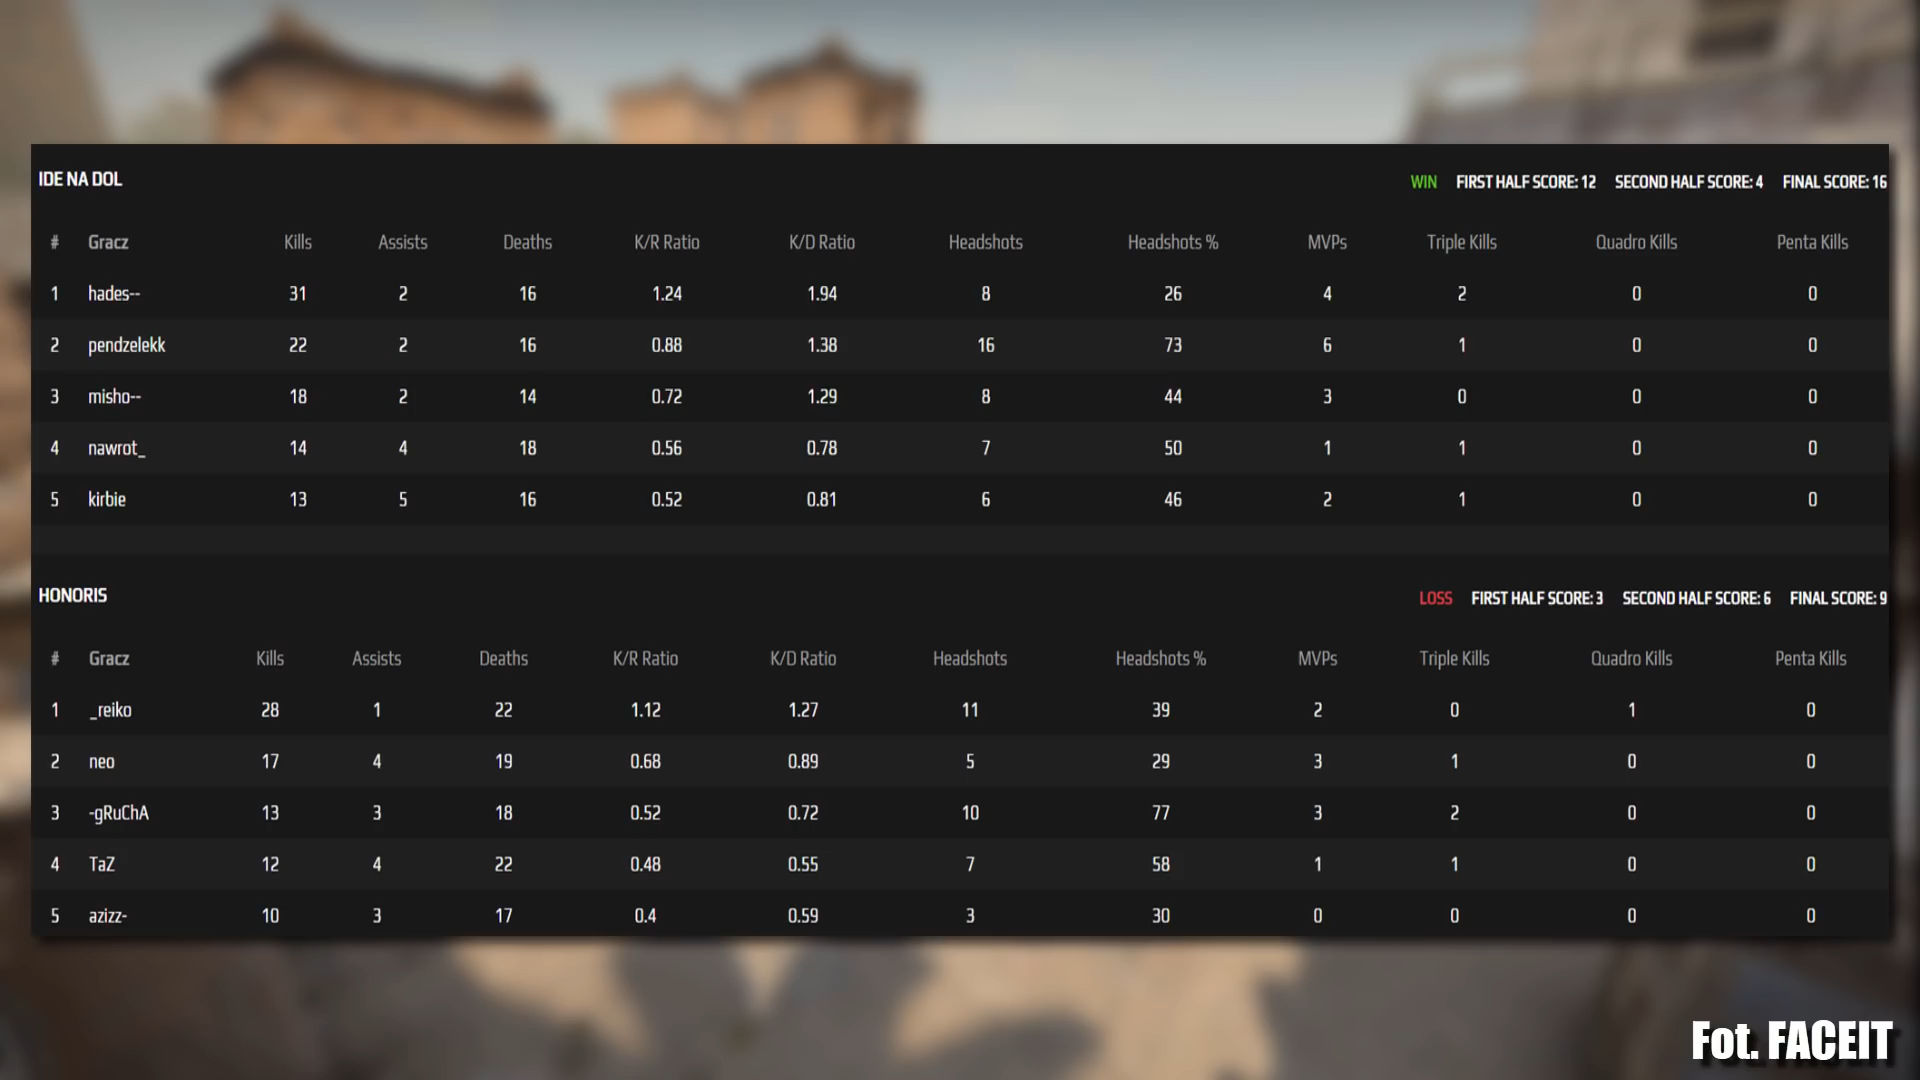 IDE NA DOL WIN FIRST HALF SCORE: 12 SECOND HALF SCORE: 4 FINAL SCORE: 16
# Gracz Kills Assists Deaths K/R Ratio K/D Ratio Headshots Headshots % MVPs Triple Kills Quadro Kills Penta Kills
1 hades-- 31 2 16 1.24 1.94 8 26 4 2 0 0
2 pendzelekk 22 2 16 0.88 1.38 16 73 6 1 0 0
3 misho-- 18 2 14 0.72 1.29 8 44 3 0 0 0
4 nawrot_ 14 4 18 0.56 0.78 7 50 1 1 0 0
5 kirbie 13 5 16 0.52 0.81 6 46 2 1 0 0
HONORIS LOSS FIRST HALF SCORE: 3 SECOND HALF SCORE: 6 FINAL SCORE: 9
# Gracz Kills Assists Deaths K/R Ratio K/D Ratio Headshots Headshots % MVPs Triple Kills Quadro Kills Penta Kills
1 _reiko 28 1 22 1.12 1.27 11 39 2 0 1 0
2 neo 17 4 19 0.68 0.89 5 29 3 1 0 0
3 -gRuChA 13 3 18 0.52 0.72 10 77 3 2 0 0
4 TaZ 12 4 22 0.48 0.55 7 58 1 1 0 0
5 azizz- 10 3 17 0.4 0.59 3 30 0 0 0 0
Fot. FACEIT